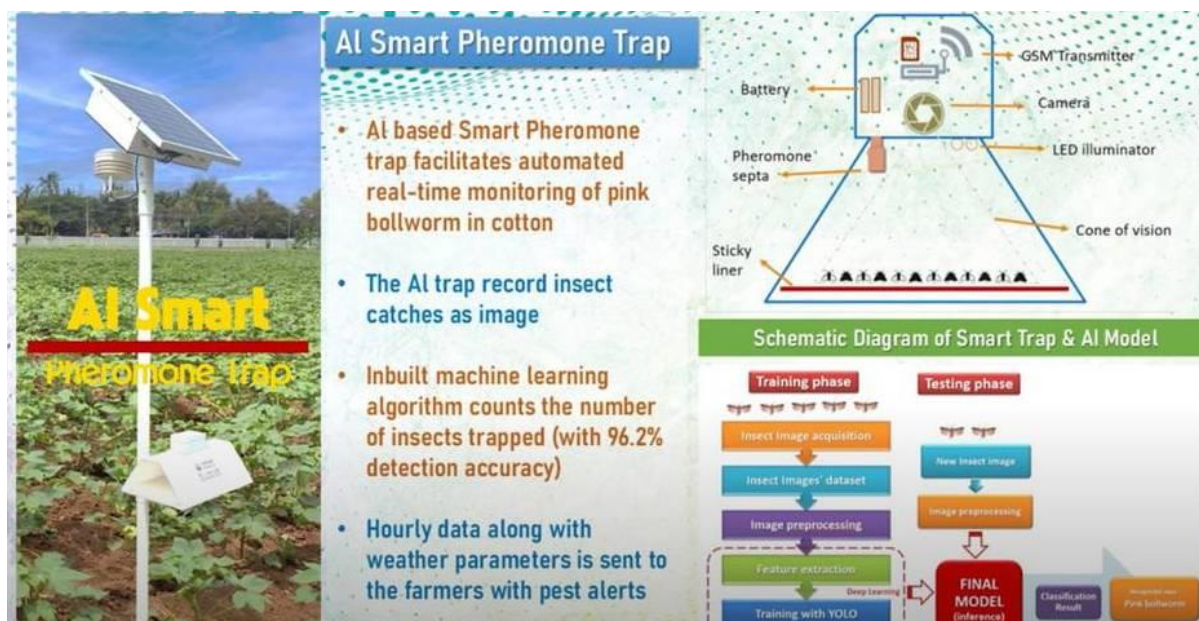 AI Smart
Pheromone Trap
AI Smart Pheromone Trap
• AI based Smart Pheromone
trap facilitates automated
real-time monitoring of pink
bollworm in cotton
• The AI trap record insect
catches as image
• Inbuilt machine learning
algorithm counts the number
of insects trapped (with 96.2%
detection accuracy)
• Hourly data along with
weather parameters is sent to
the farmers with pest alerts
GSM Transmitter
Battery
Camera
Pheromone
septa
LED illuminator
Cone of vision
Sticky
liner
Schematic Diagram of Smart Trap & AI Model
Training phase
Insect Image acquisition
Insect Images' dataset
Image preprocessing
Feature extraction
Deep Learning
Training with YOLO
Testing phase
New Insect image
Image preprocessing
FINAL
MODEL
(inference)
Classification
Result
Pink bollworm